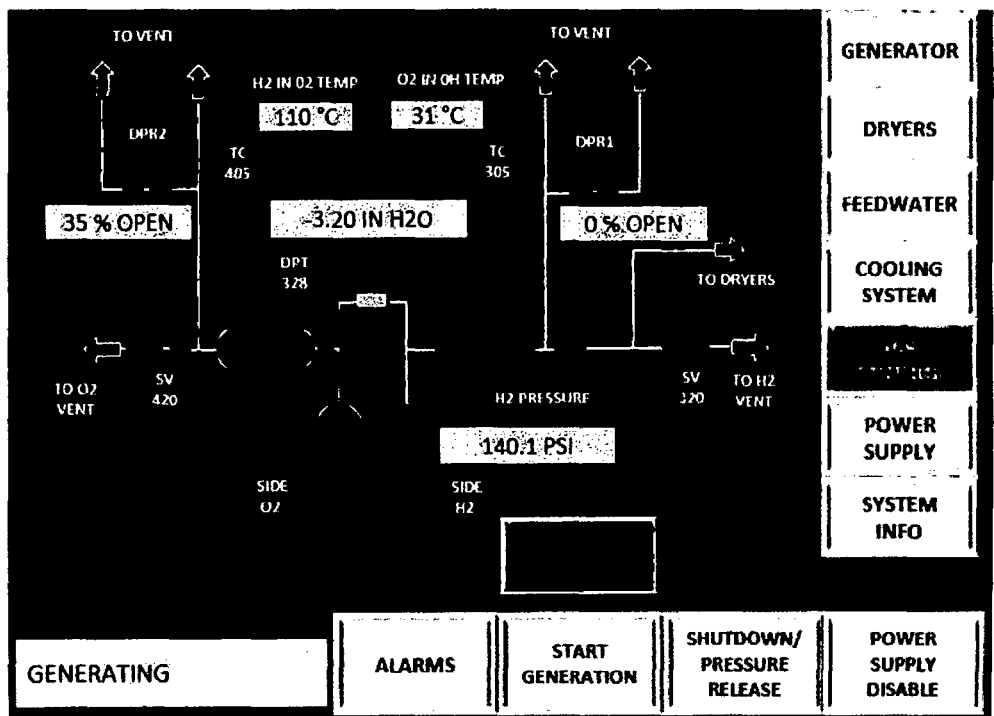 TO VENT
TO VENT
H2 IN O2 TEMP
O2 IN 0H TEMP
110 °C
31 °C
DPR2
DPR1
TC
405
TC
305
35 % OPEN
-3.20 IN H2O
0 % OPEN
DPT
328
TO DRYERS
TO O2
VENT
SV
420
H2 PRESSURE
SV
320
TO H2
VENT
140.1 PSI
SIDE
O2
SIDE
H2
GENERATOR
DRYERS
FEEDWATER
COOLING
SYSTEM
POWER
SUPPLY
SYSTEM
INFO
GENERATING
ALARMS
START
GENERATION
SHUTDOWN/
PRESSURE
RELEASE
POWER
SUPPLY
DISABLE